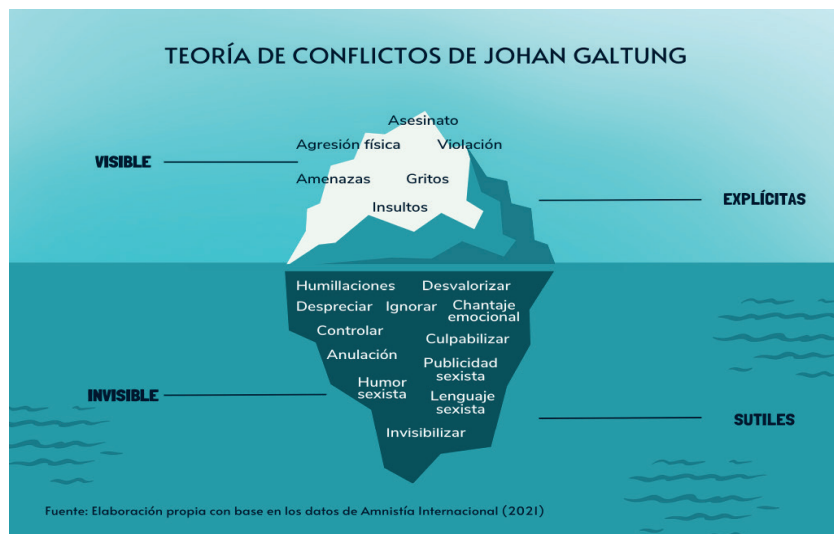 TEORÍA DE CONFLICTOS DE JOHAN GALTUNG
Asesinato
Agresión física Violación
VISIBLE
Amenazas Gritos
EXPLÍCITAS
Insultos
Humillaciones Desvalorizar
Despreciar Ignorar Chantaje
emocional
Controlar
Culpabilizar
Anulación
Publicidad
sexista
Humor
sexista
INVISIBLE
Lenguaje
sexista
SUTILES
Invisibilizar
Fuente: Elaboración propia con base en los datos de Amnistía Internacional (2021)